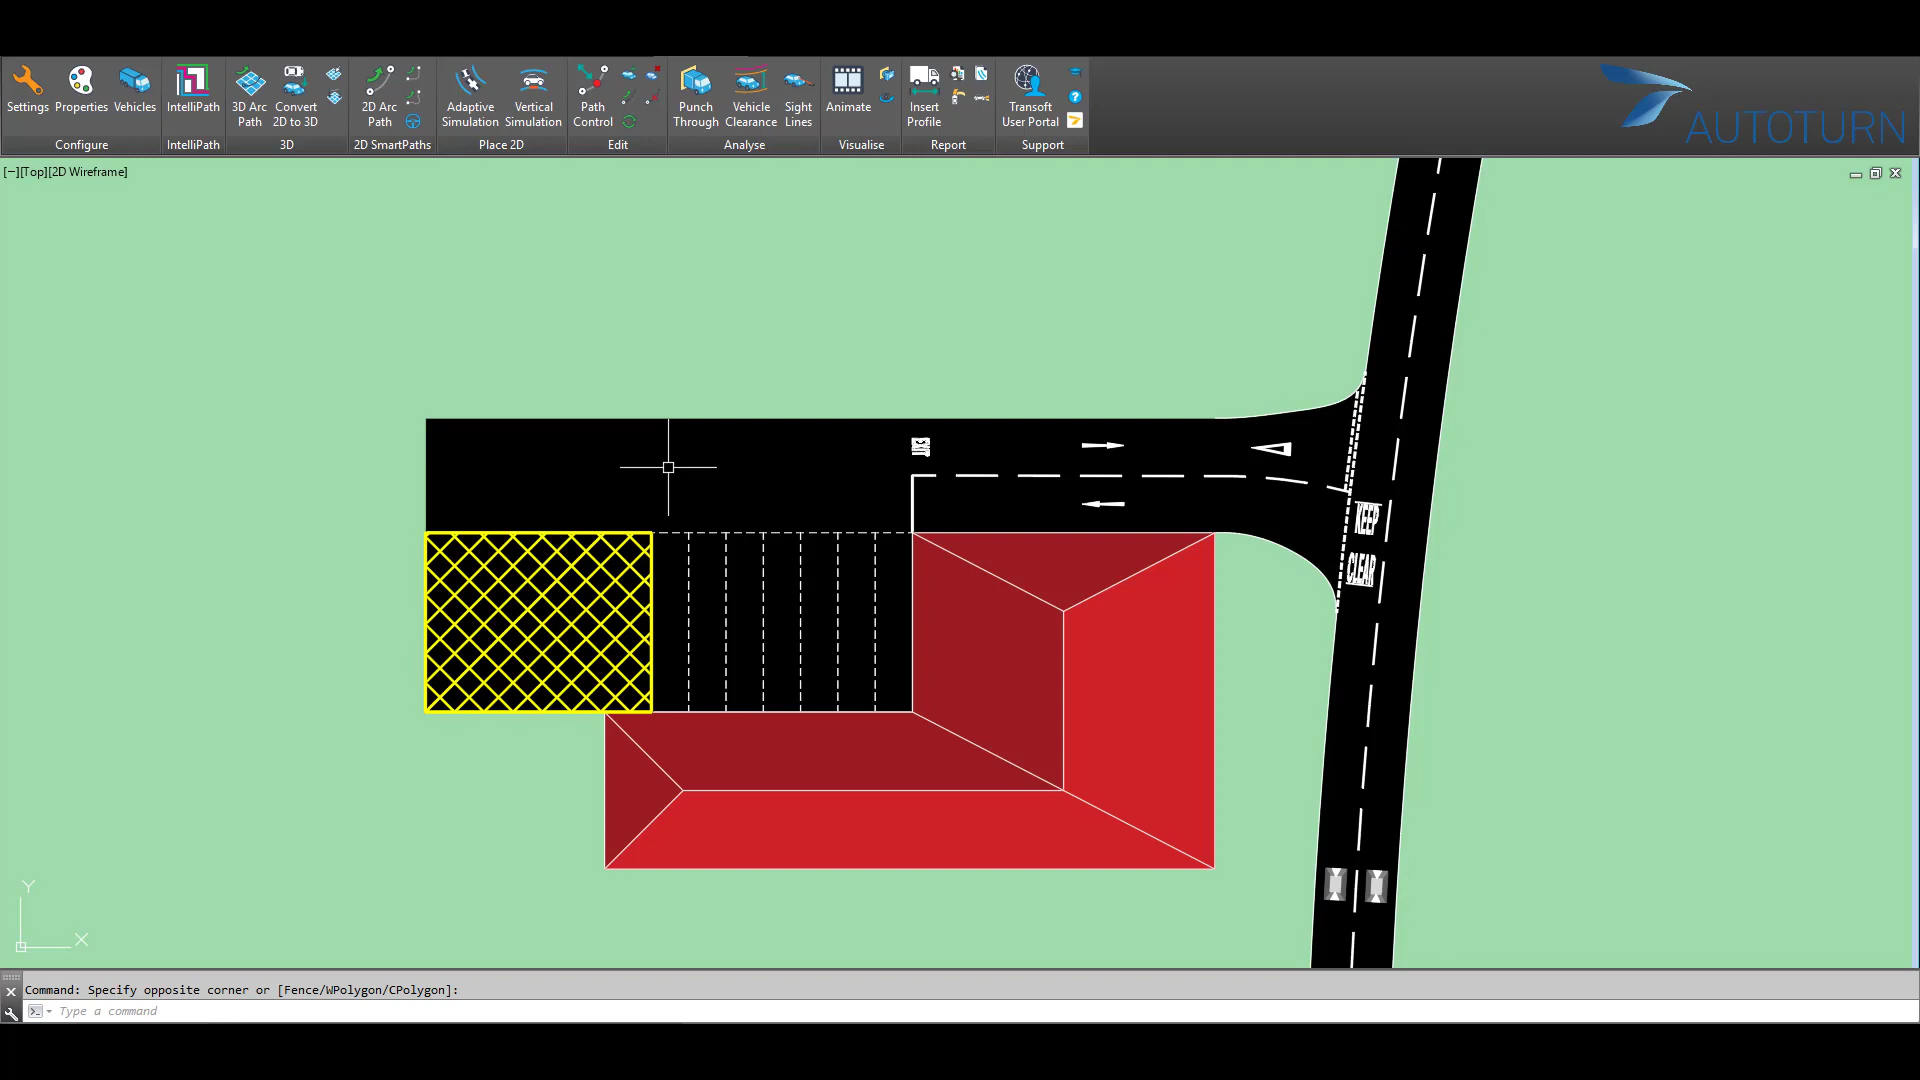 Settings Properties Vehicles IntelliPath 3D Arc Path Convert 2D to 3D 2D Arc Path Adaptive Simulation Vertical Simulation Path Control Punch Through Vehicle Clearance Sight Lines Animate Insert Profile Transoft User Portal
Configure IntelliPath 3D 2D SmartPaths Place 2D Edit Analyse Visualise Report Support
AUTOTURN
[−][Top][2D Wireframe]
EXIT
KEEP
CLEAR
Y
X
Command: Specify opposite corner or [Fence/WPolygon/CPolygon]:
Type a command